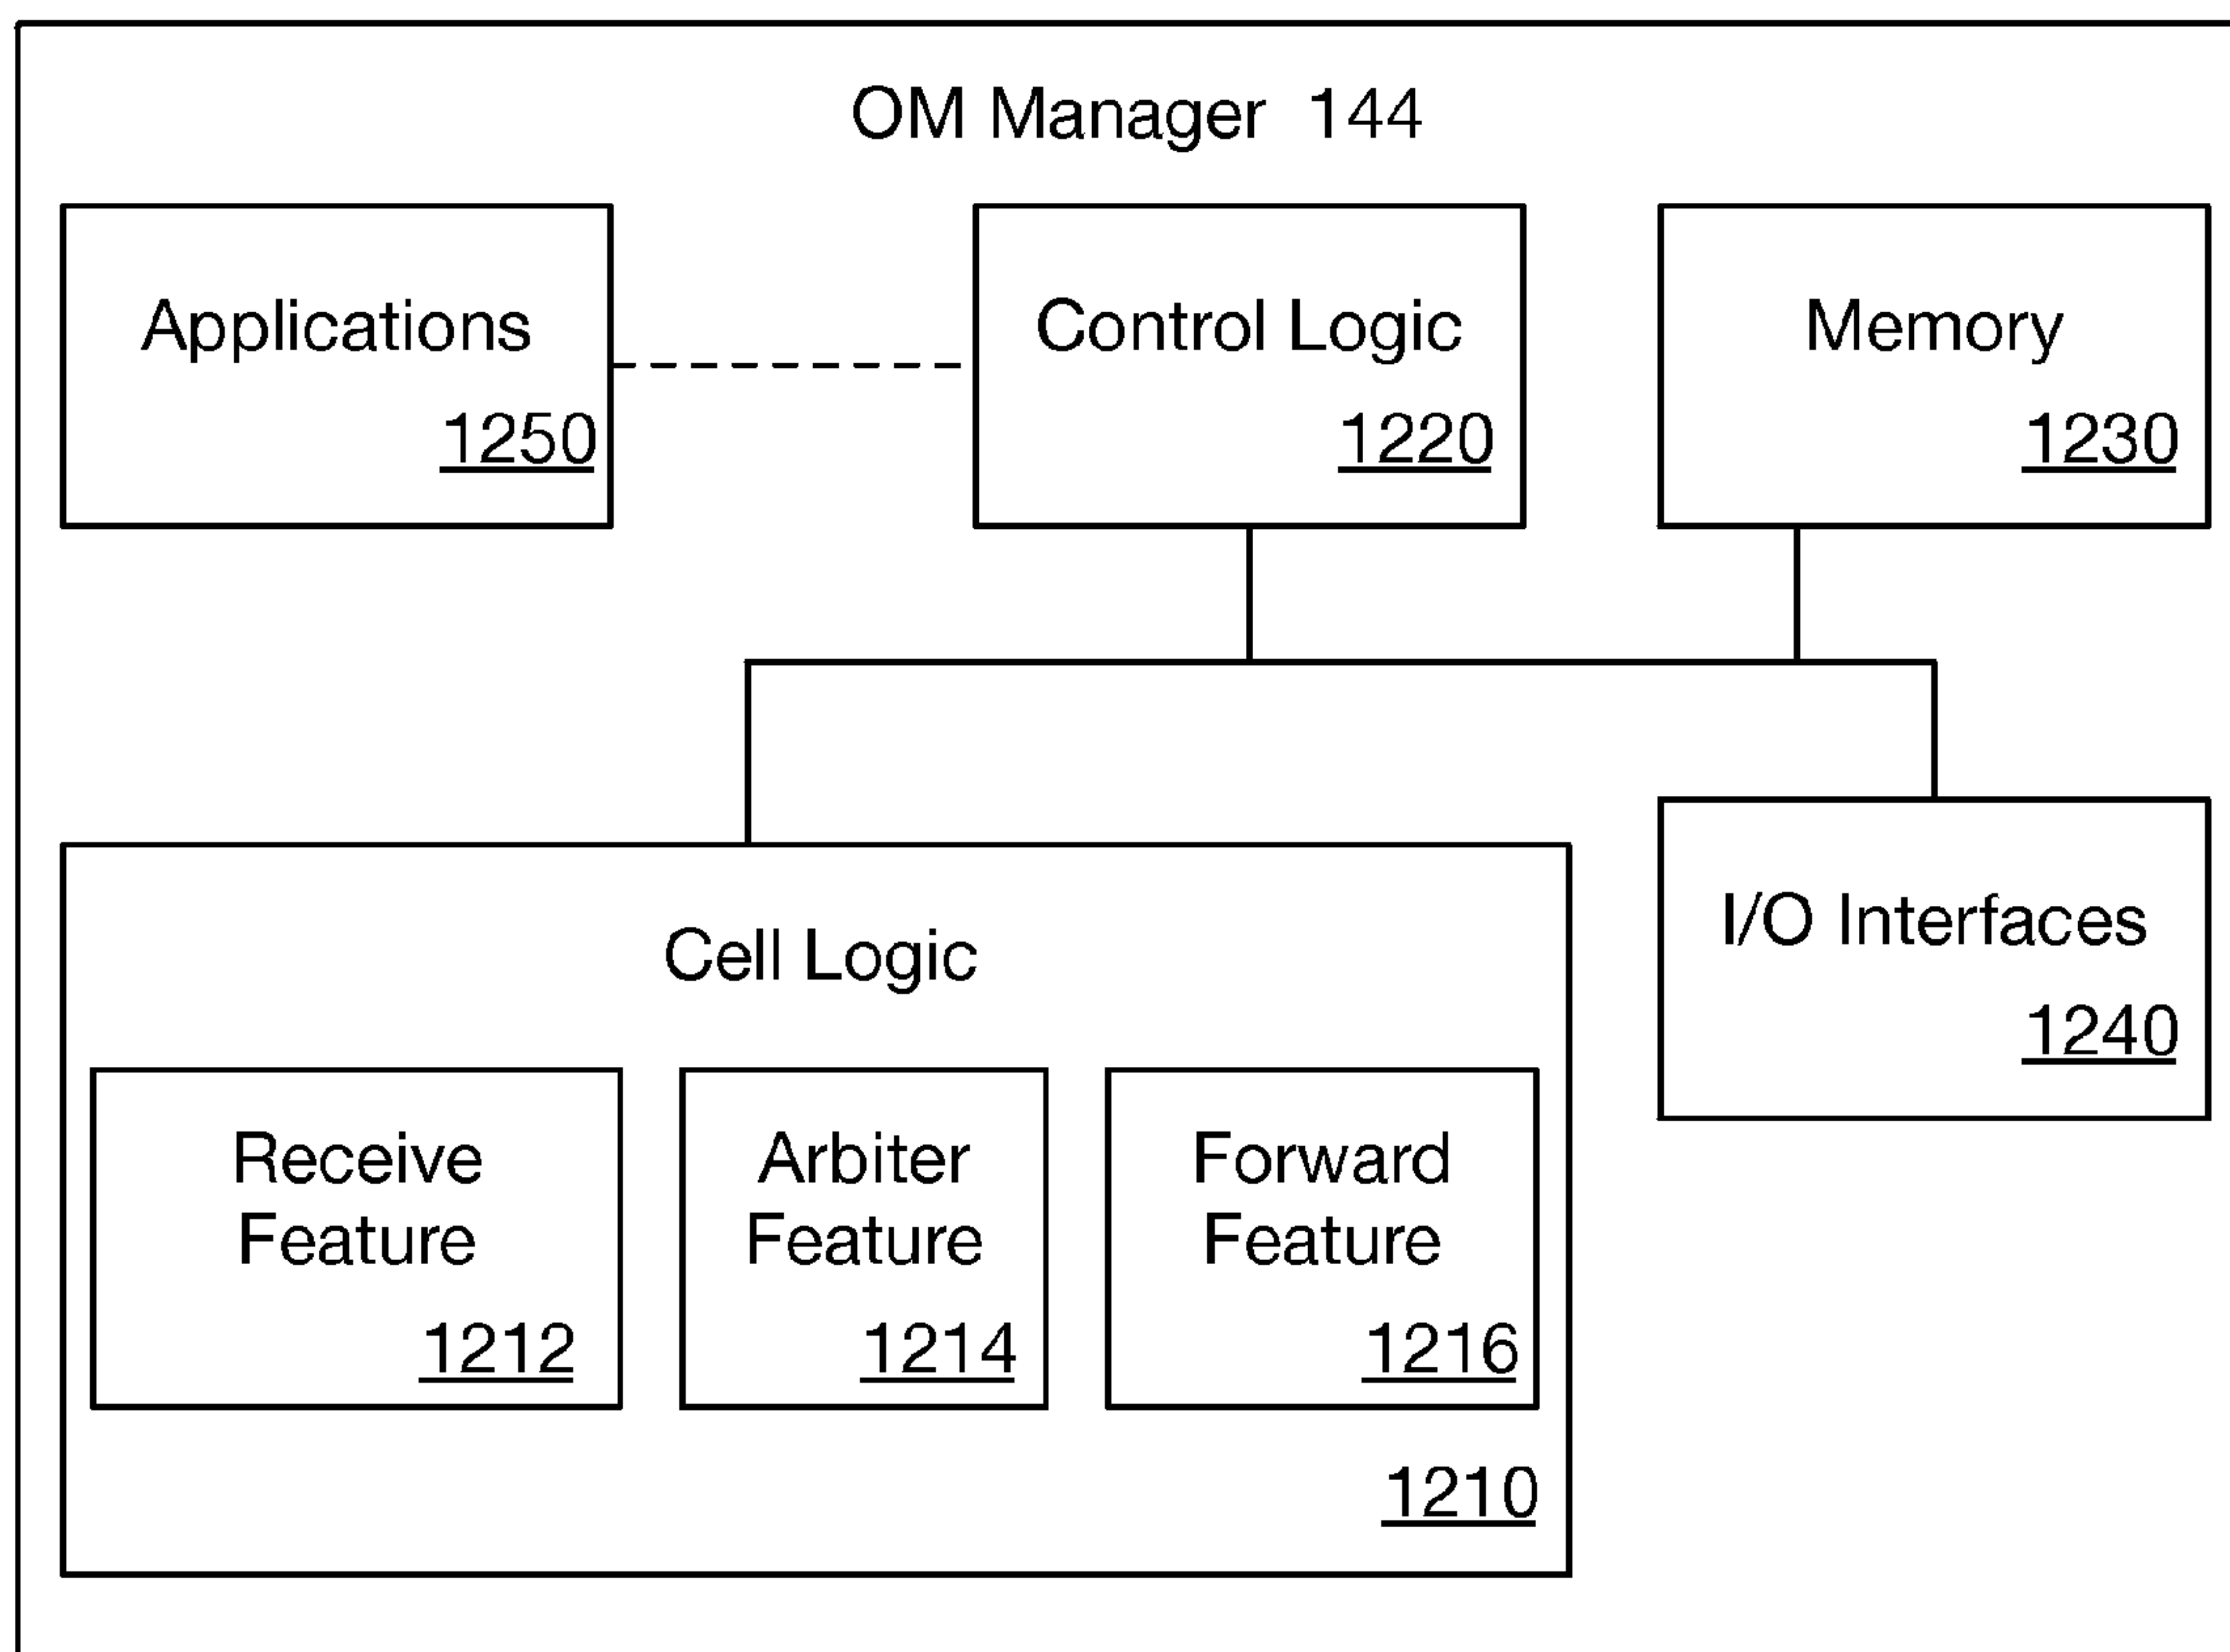 OM Manager 144
Applications
1250
Control Logic
1220
Memory
1230
Cell Logic
Receive
Feature
1212
Arbiter
Feature
1214
Forward
Feature
1216
1210
I/O Interfaces
1240